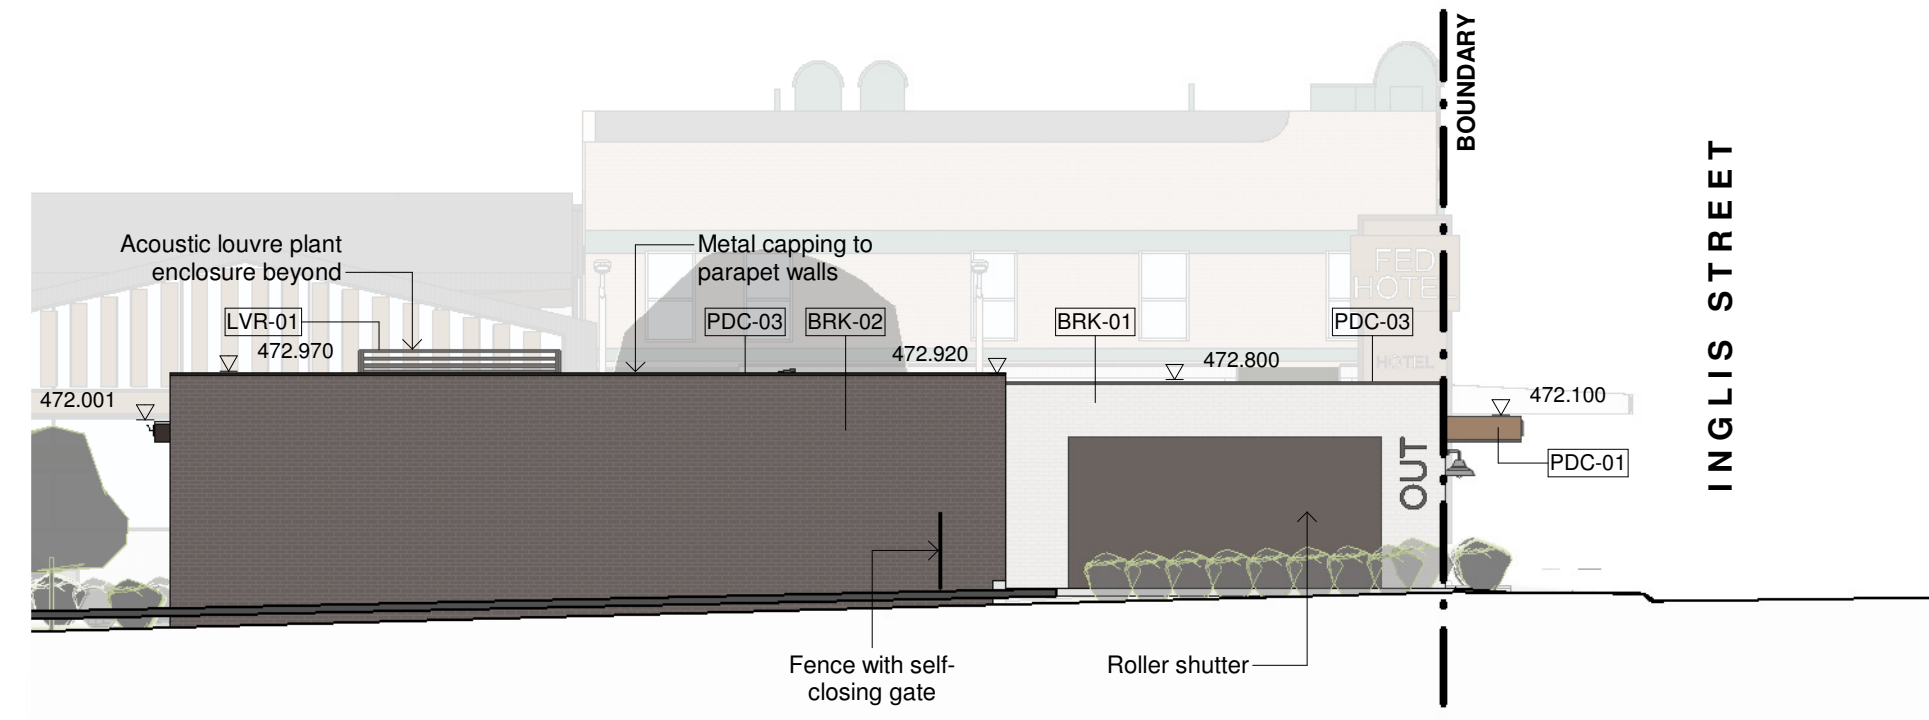 BOUNDARY
INGLIS STREET
Acoustic louvre plant
enclosure beyond
Metal capping to
parapet walls
FED
HOTEL
LVR-01
PDC-03
BRK-02
BRK-01
PDC-03
472.970
472.920
472.800
HOTEL
472.001
472.100
OUT
PDC-01
Fence with self-
closing gate
Roller shutter